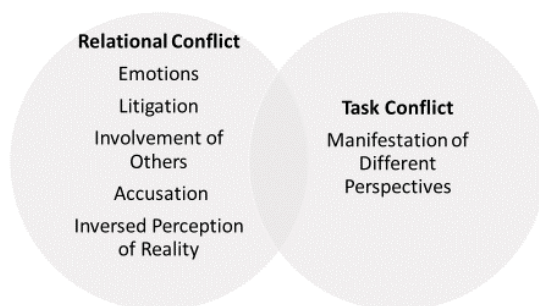 Relational Conflict
Emotions
Litigation
Involvement of
Others
Accusation
Inversed Perception
of Reality
Task Conflict
Manifestation of
Different
Perspectives